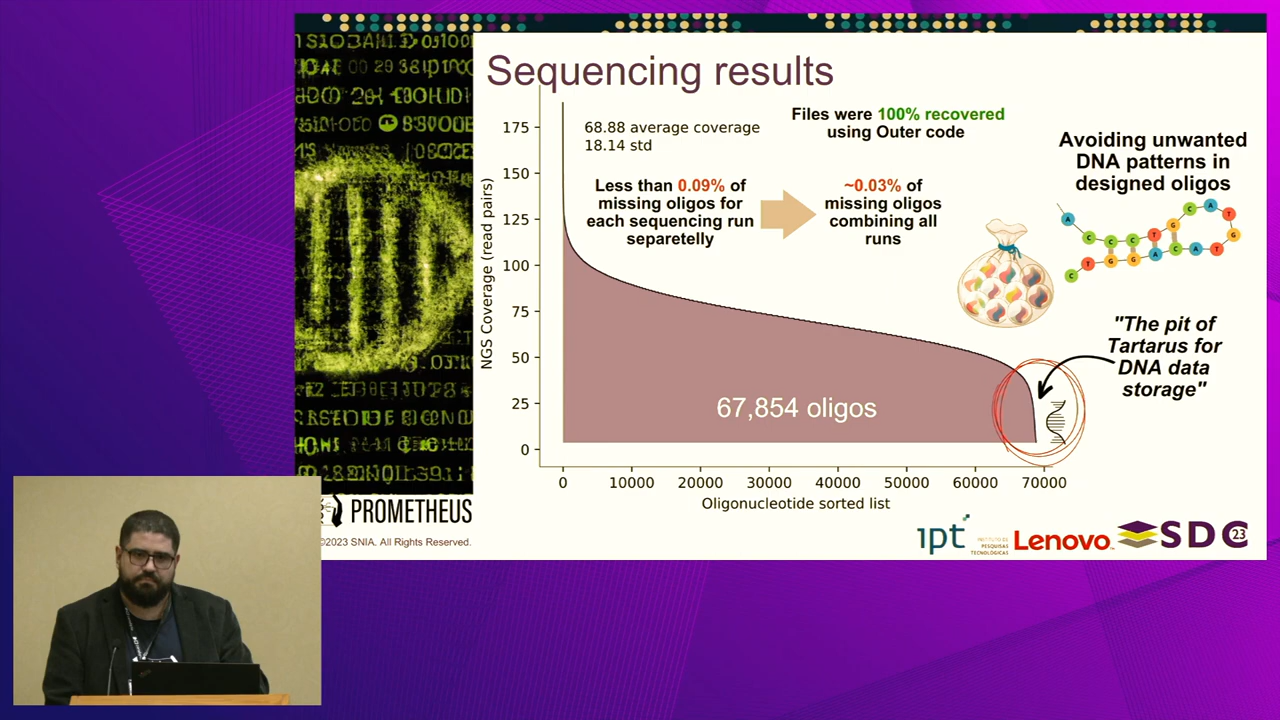 Sequencing results
175
150
125
100
75
50
25
0
NGS Coverage (read pairs)
68.88 average coverage
18.14 std
Files were 100% recovered
using Outer code
Less than 0.09% of
missing oligos for
each sequencing run
separetelly
~0.03% of
missing oligos
combining all
runs
Avoiding unwanted
DNA patterns in
designed oligos
A
C
C
C
T
G
C
A
T
G
T
A
C
A
G
G
T
C
"The pit of
Tartarus for
DNA data
storage"
67,854 oligos
0
10000
20000
30000
40000
50000
60000
70000
Oligonucleotide sorted list
PROMETHEUS
©2023 SNIA. All Rights Reserved.
ipt
INSTITUTO DE
PESQUISAS
TECNOLÓGICAS
Lenovo
SDC
23